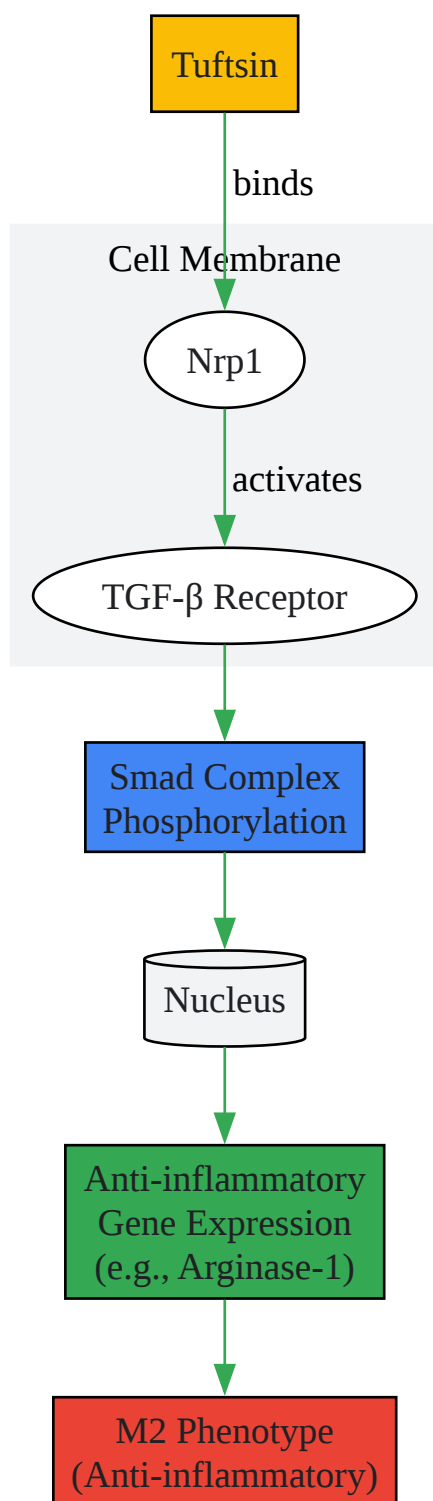 Tuftsin
binds
Cell Membrane
Nrp1
activates
TGF-β Receptor
Smad Complex
Phosphorylation
Nucleus
Anti-inflammatory
Gene Expression
(e.g., Arginase-1)
M2 Phenotype
(Anti-inflammatory)